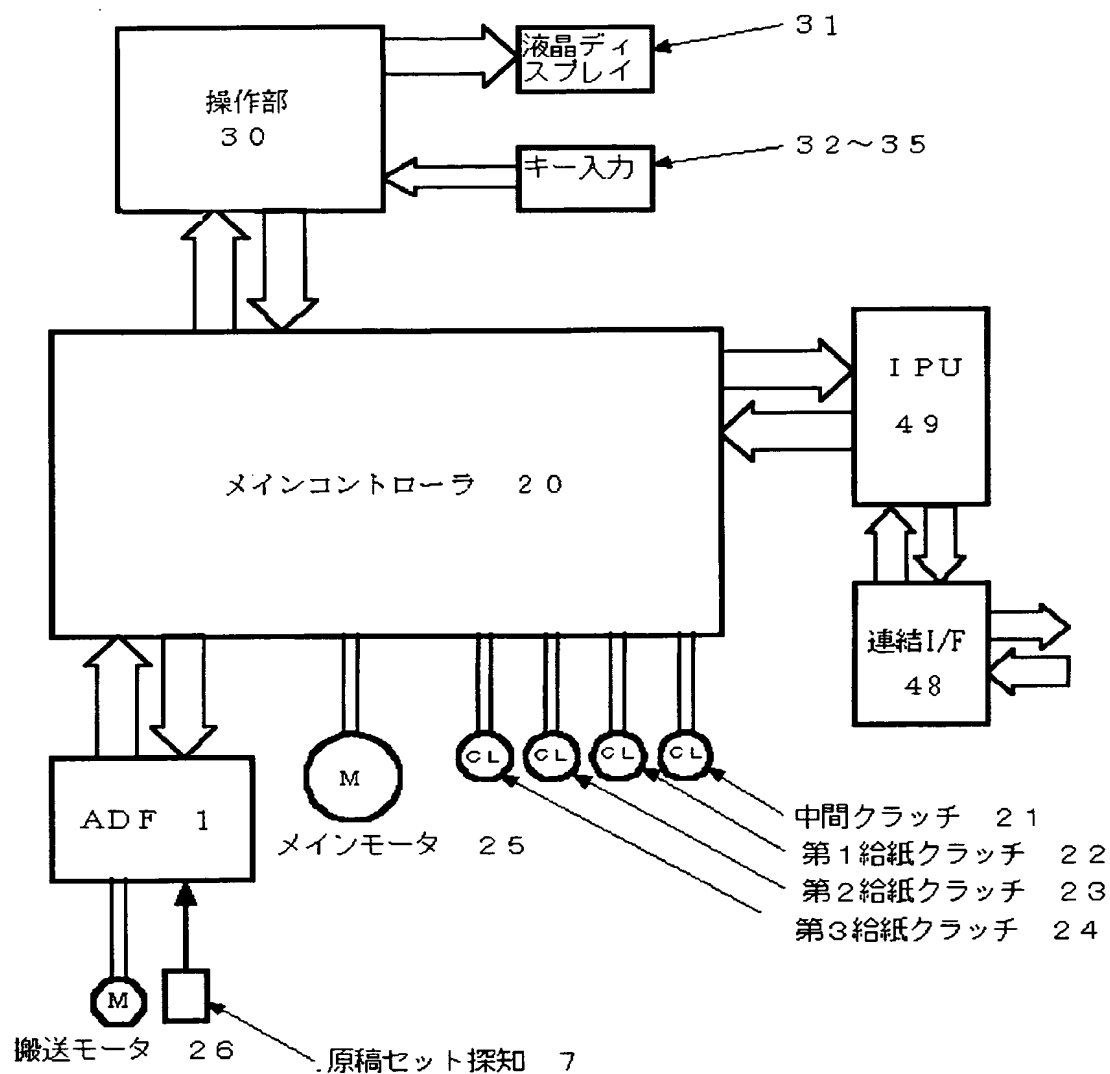 31
液晶ディ
スプレイ
操作部
30
32~35
キー入力
IPU
49
メインコントローラ 20
連結I/F
48
CL
CL
CL
CL
M
ADF 1
中間クラッチ 21
メインモータ 25
第1給紙クラッチ 22
第2給紙クラッチ 23
第3給紙クラッチ 24
M
搬送モータ 26
原稿セット探知 7